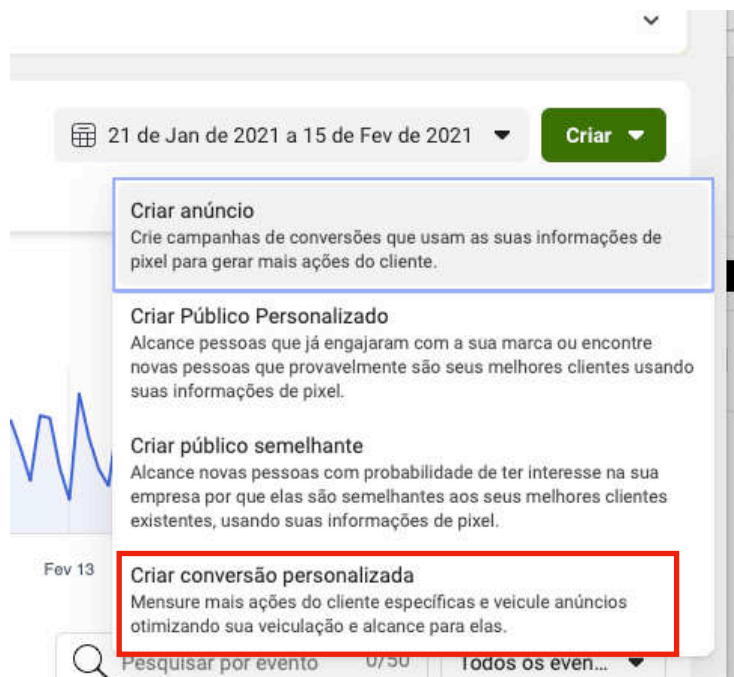 21 de Jan de 2021 a 15 de Fev de 2021
Criar
Criar anúncio
Crie campanhas de conversões que usam as suas informações de
pixel para gerar mais ações do cliente.
Criar Público Personalizado
Alcance pessoas que já engajaram com a sua marca ou encontre
novas pessoas que provavelmente são seus melhores clientes usando
suas informações de pixel.
Criar público semelhante
Alcance novas pessoas com probabilidade de ter interesse na sua
empresa por que elas são semelhantes aos seus melhores clientes
existentes, usando suas informações de pixel.
Fev 13
Criar conversão personalizada
Mensure mais ações do cliente específicas e veicule anúncios
otimizando sua veiculação e alcance para elas.
Pesquisar por evento 0/50 Todos os even...